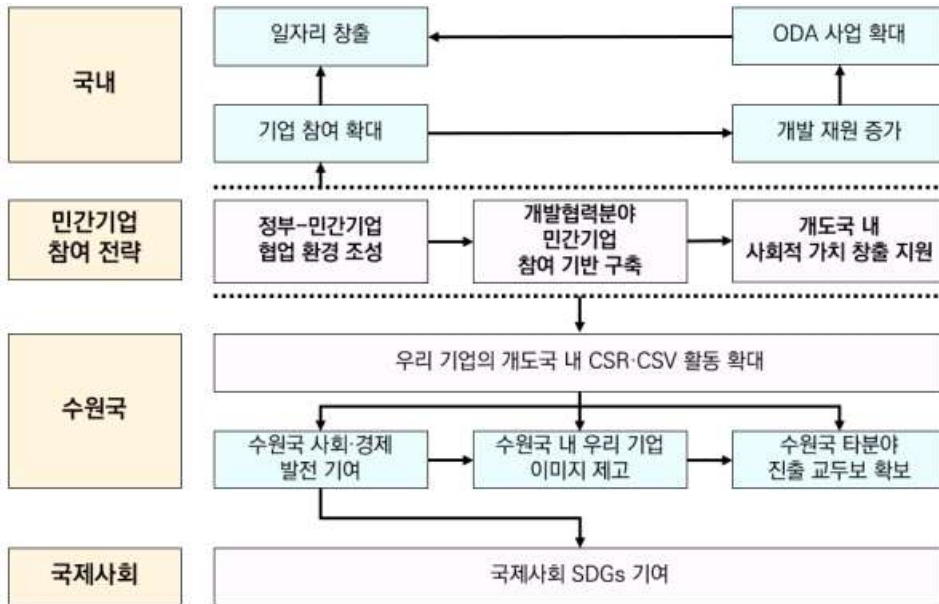 국내
일자리 창출
ODA 사업 확대
기업 참여 확대
개발 재원 증가
민간기업
참여 전략
정부-민간기업
협업 환경 조성
개발협력분야
민간기업
참여 기반 구축
개도국 내
사회적 가치 창출 지원
수원국
우리 기업의 개도국 내 CSR·CSV 활동 확대
수원국 사회·경제
발전 기여
수원국 내 우리 기업
이미지 제고
수원국 타분야
진출 교두보 확보
국제사회
국제사회 SDGs 기여